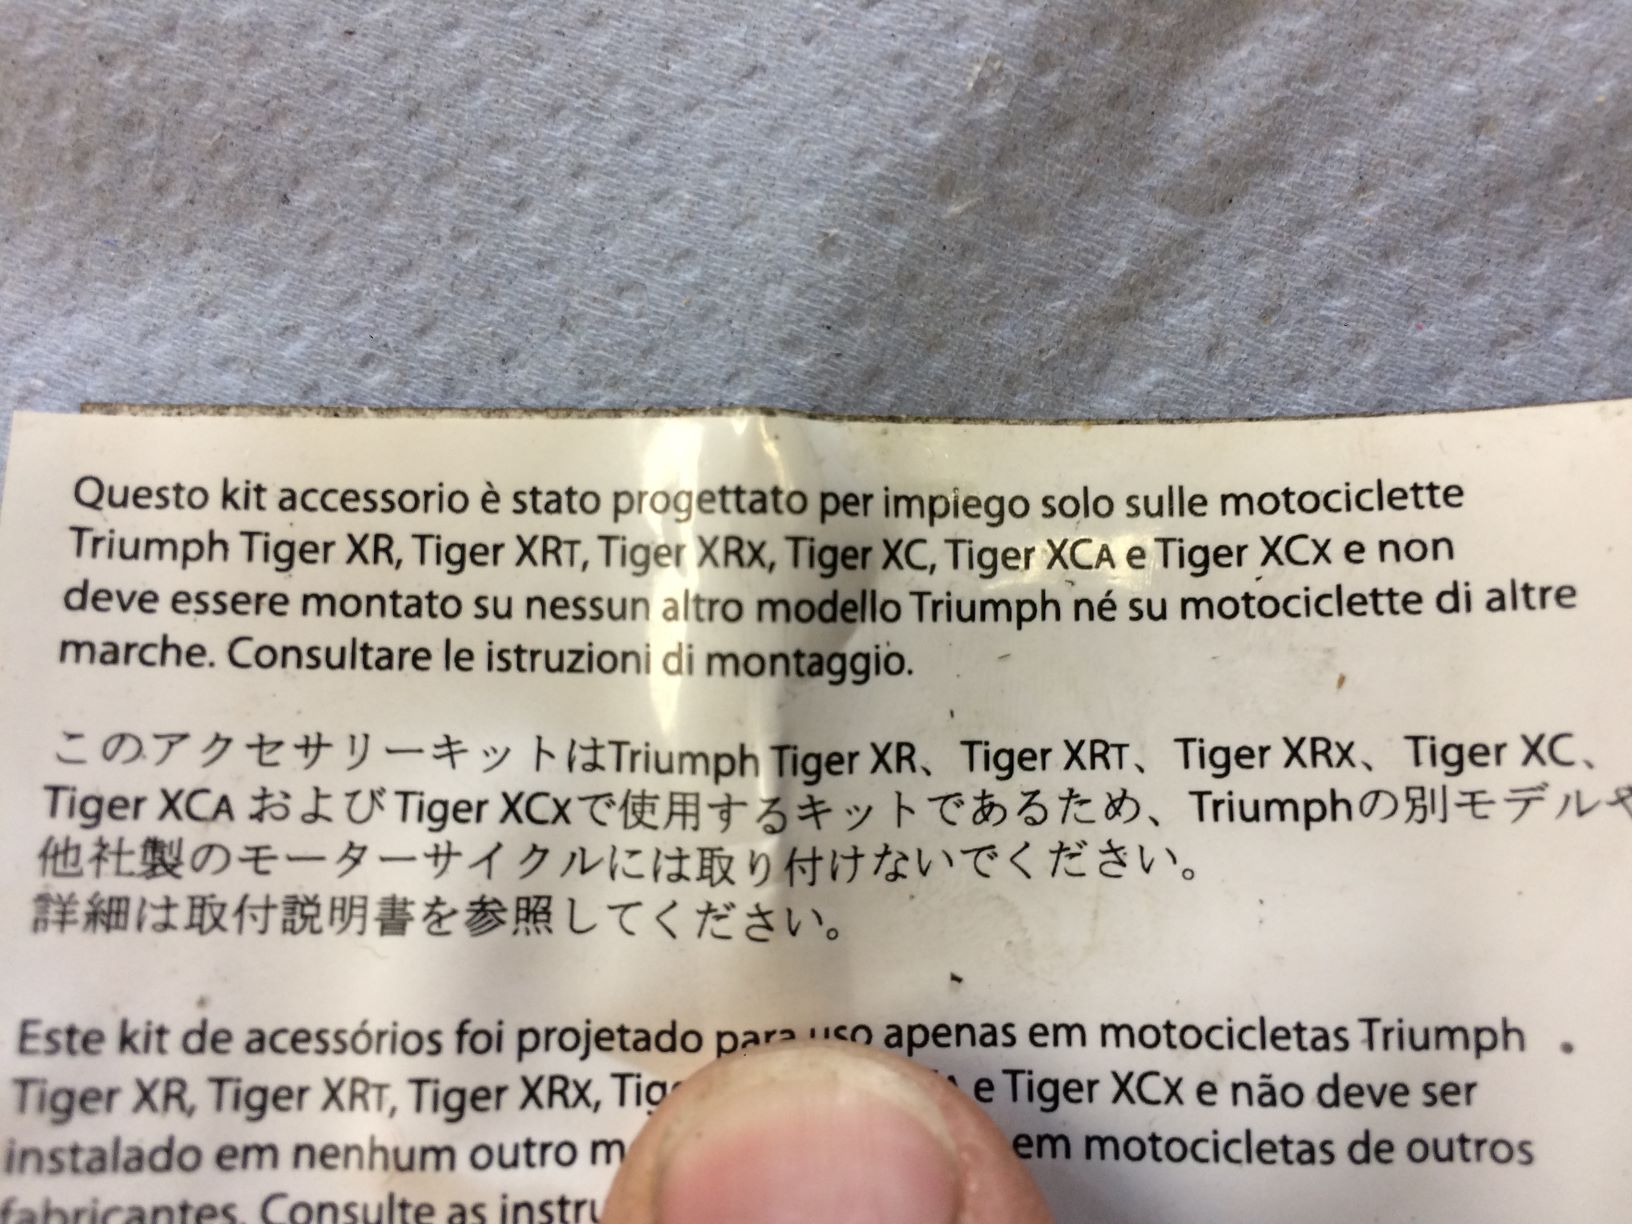 Questo kit accessorio è stato progettato per impiego solo sulle motociclette
Triumph Tiger XR, Tiger XRT, Tiger XRX, Tiger XC, Tiger XCA e Tiger XCX e non
deve essere montato su nessun altro modello Triumph né su motociclette di altre
marche. Consultare le istruzioni di montaggio.
このアクセサリーキットはTriumph Tiger XR、Tiger XRT、Tiger XRX、Tiger XC、
Tiger XCA およびTiger XCXで使用するキットであるため、Triumphの別モデルや
他社製のモーターサイクルには取り付けないでください。
詳細は取付説明書を参照してください。
Este kit de acessórios foi projetado para uso apenas em motocicletas Triumph
Tiger XR, Tiger XRT, Tiger XRX, e Tiger XCX e não deve ser
instalado em nenhum outro em motocicletas de outros
fabricantes. Consulte as